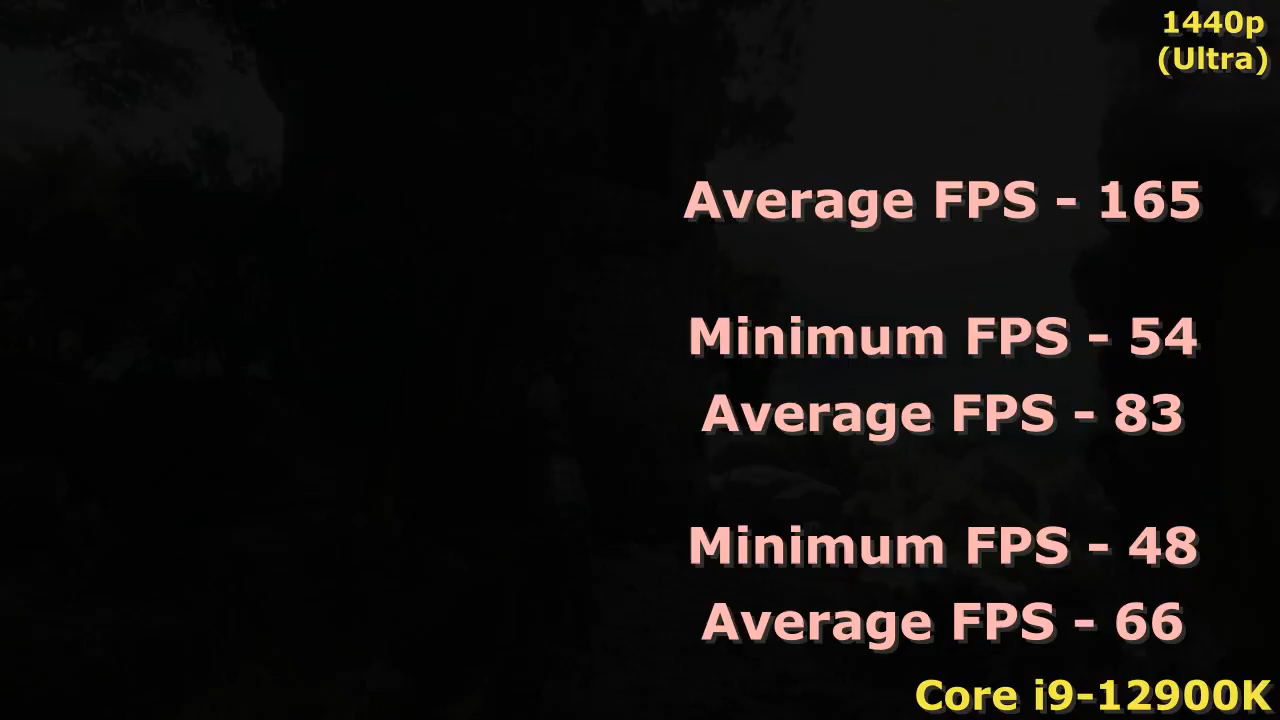 1440p
(Ultra)
Average FPS - 165
Minimum FPS - 54
Average FPS - 83
Minimum FPS - 48
Average FPS - 66
Core i9-12900K